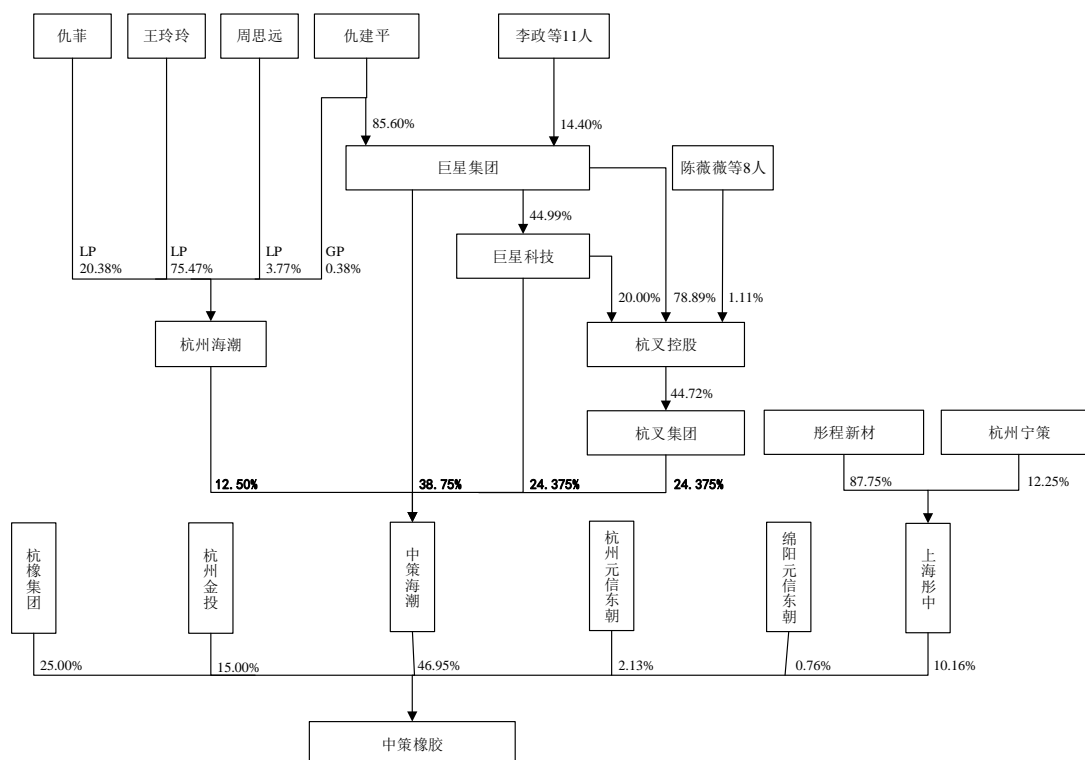 仇菲
王玲玲
周思远
仇建平
李政等11人
85.60%
14.40%
巨星集团
陈薇薇等8人
44.99%
巨星科技
LP
20.38%
LP
75.47%
LP
3.77%
GP
0.38%
20.00%
78.89%
1.11%
杭州海潮
杭叉控股
44.72%
杭叉集团
彤程新材
杭州宁策
12.50%
38.75%
24.375%
24.375%
87.75%
12.25%
杭橡集团
杭州金投
中策海潮
杭州元信东朝
绵阳元信东朝
上海彤中
25.00%
15.00%
46.95%
2.13%
0.76%
10.16%
中策橡胶